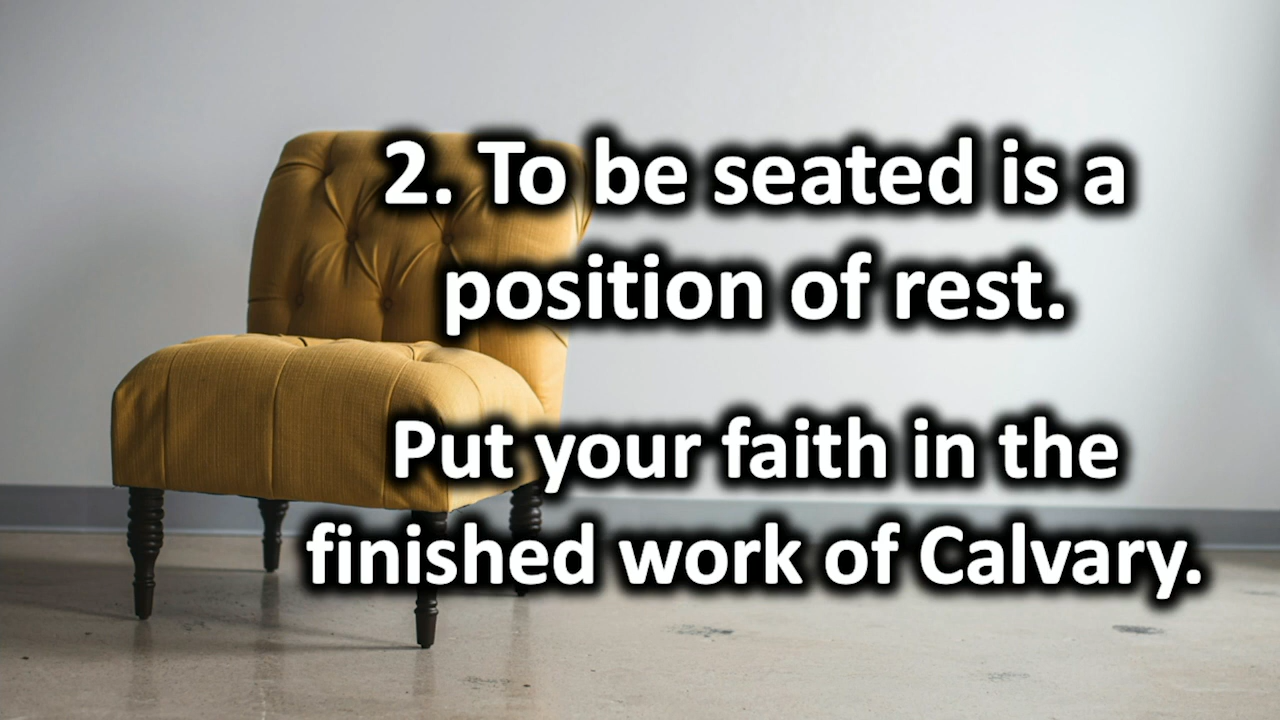 2. To be seated is a
position of rest.
Put your faith in the
finished work of Calvary.